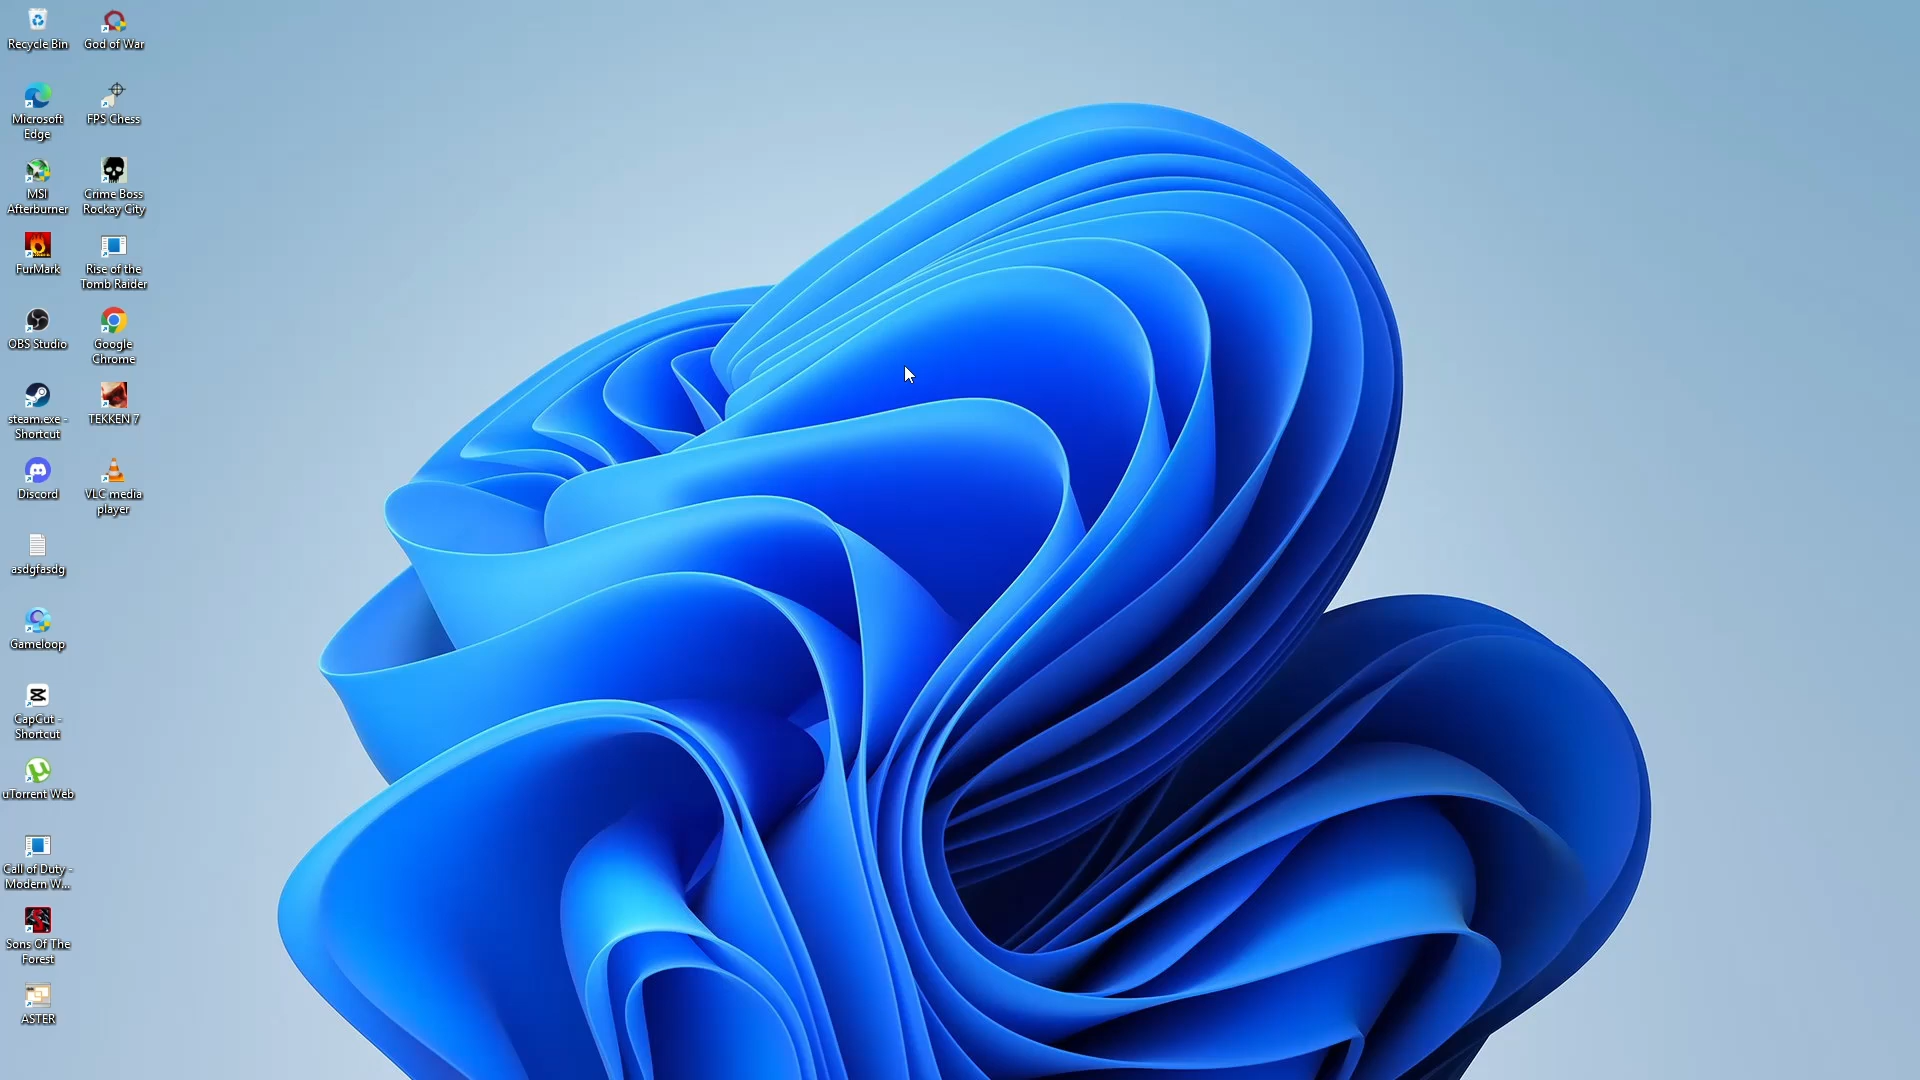 Recycle Bin
Microsoft
Edge
MSI
Afterburner
FurMark
OBS Studio
steam.exe -
Shortcut
Discord
asdgfasdg
Gameloop
CapCut -
Shortcut
uTorrent Web
Call of Duty -
Modern W...
Sons Of The
Forest
ASTER
God of War
FPS Chess
Crime Boss
Rockay City
Rise of the
Tomb Raider
Google
Chrome
TEKKEN 7
VLC media
player